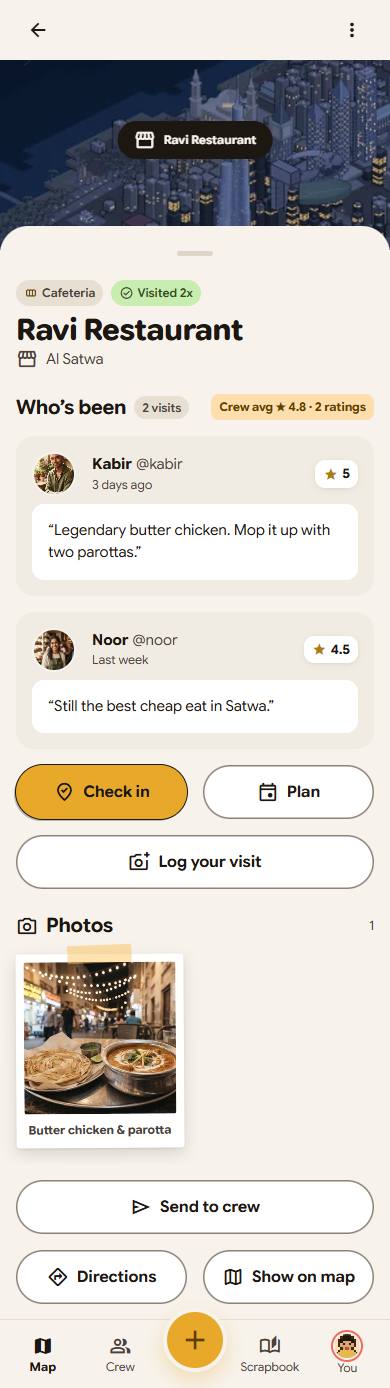 Ravi Restaurant
Cafeteria
Visited 2x
Ravi Restaurant
Al Satwa
Who’s been
2 visits
Crew avg ★ 4.8 · 2 ratings
Kabir @kabir
3 days ago
★ 5
“Legendary butter chicken. Mop it up with
two parottas.”
Noor @noor
Last week
★ 4.5
“Still the best cheap eat in Satwa.”
Check in
Plan
Log your visit
Photos
1
Butter chicken & parotta
Send to crew
Directions
Show on map
Map
Crew
Scrapbook
You